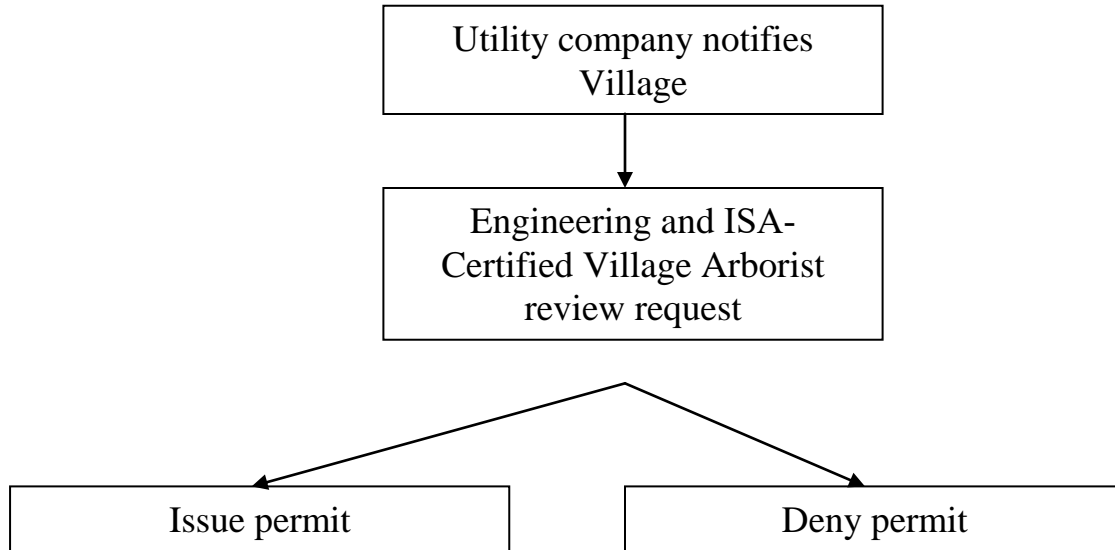 Utility company notifies
Village
Engineering and ISA-
Certified Village Arborist
review request
Issue permit
Deny permit